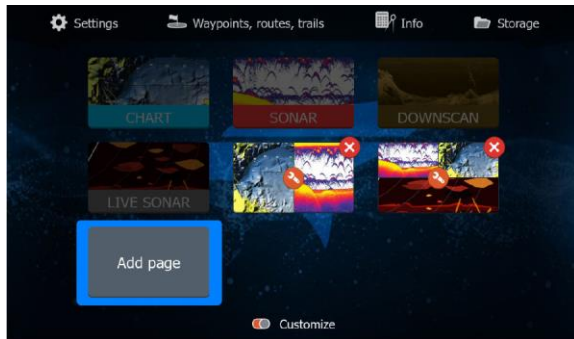 Settings
Waypoints, routes, trails
Info
Storage
CHART
SONAR
DOWNSCAN
LIVE SONAR
Add page
Customize